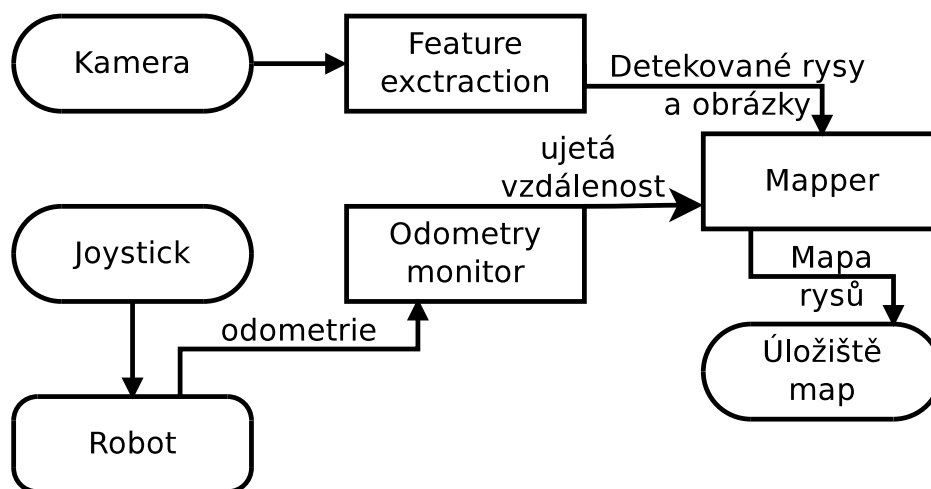 Kamera
Feature
exctraction
Detekované rysy
a obrázky
ujetá
vzdálenost
Mapper
Joystick
Odometry
monitor
Mapa
rysů
odometrie
Úložiště
map
Robot